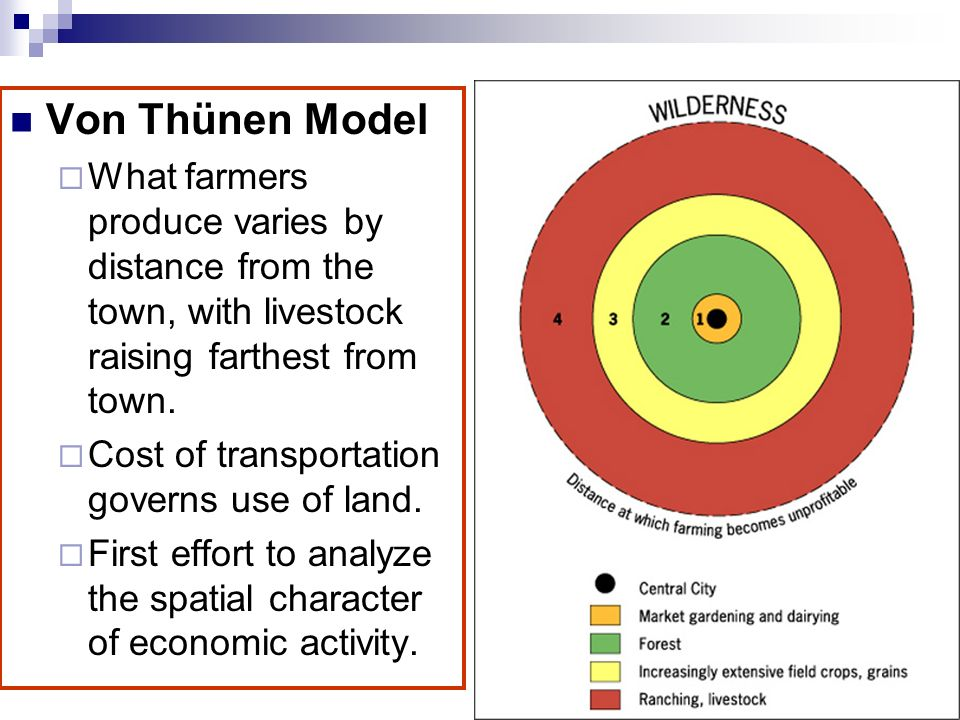 Von Thünen Model
What farmers
produce varies by
distance from the
town, with livestock
raising farthest from
town.
Cost of transportation
governs use of land.
First effort to analyze
the spatial character
of economic activity.
WILDERNESS
4 3 2 1
Distance at which farming becomes unprofitable
Central City
Market gardening and dairying
Forest
Increasingly extensive field crops, grains
Ranching, livestock